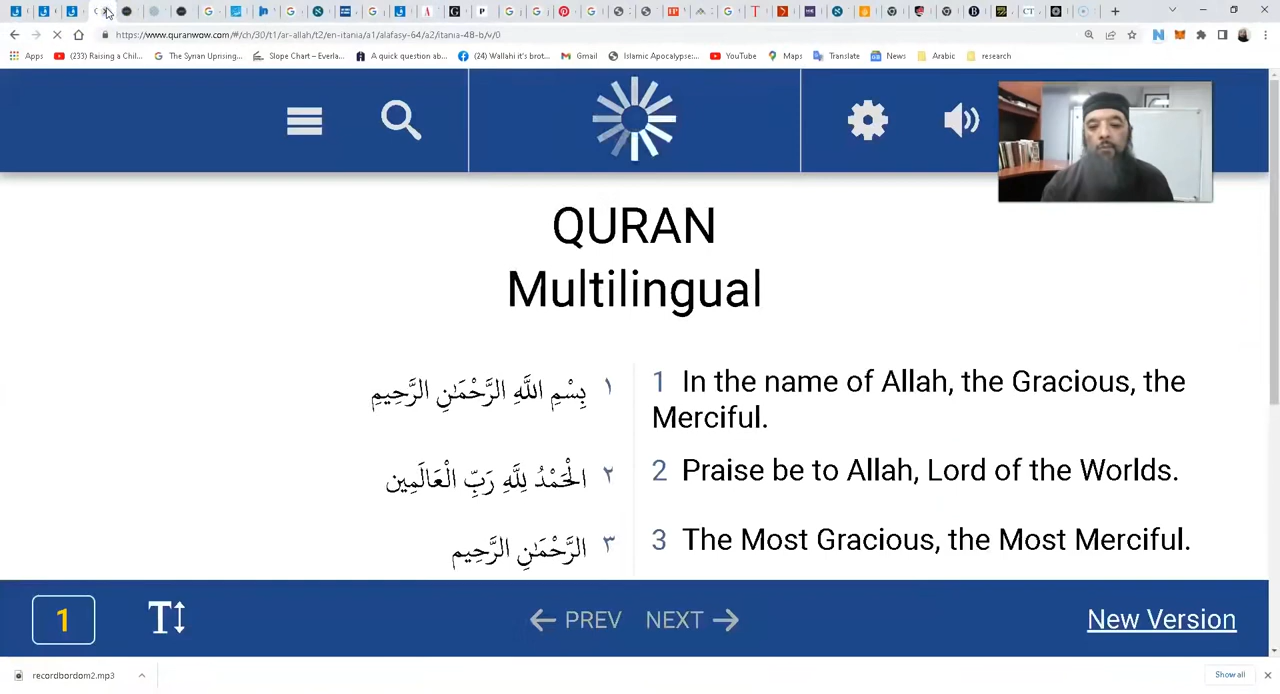 https://www.quranwow.com/#/ch/30/t1/ar-allah/t2/en-itania/a1/alafasy-64/a2/itania-48-b/v/0
Apps (233) Raising a Chil... The Syrian Uprising... Slope Chart – Everla... A quick question ab... (24) Wallahi it's brot... Gmail Islamic Apocalypse:... YouTube Maps Translate News Arabic research
QURAN
Multilingual
بِسْمِ اللَّهِ الرَّحْمَٰنِ الرَّحِيمِ ١
1 In the name of Allah, the Gracious, the
Merciful.
الْحَمْدُ لِلَّهِ رَبِّ الْعَالَمِين ٢
2 Praise be to Allah, Lord of the Worlds.
الرَّحْمَٰنِ الرَّحِيم ٣
3 The Most Gracious, the Most Merciful.
1 T PREV NEXT New Version
recordbordom2.mp3 Show all